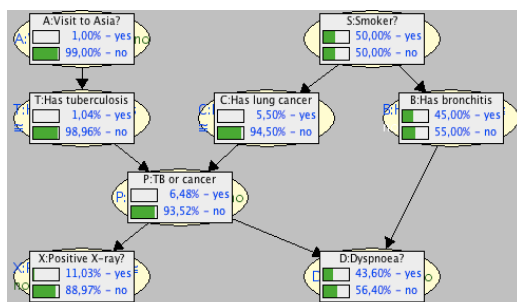 A:Visit to Asia?
1,00% - yes
99,00% - no
S:Smoker?
50,00% - yes
50,00% - no
T:Has tuberculosis
1,04% - yes
98,96% - no
C:Has lung cancer
5,50% - yes
94,50% - no
B:Has bronchitis
45,00% - yes
55,00% - no
P:TB or cancer
6,48% - yes
93,52% - no
X:Positive X-ray?
11,03% - yes
88,97% - no
D:Dyspnoea?
43,60% - yes
56,40% - no